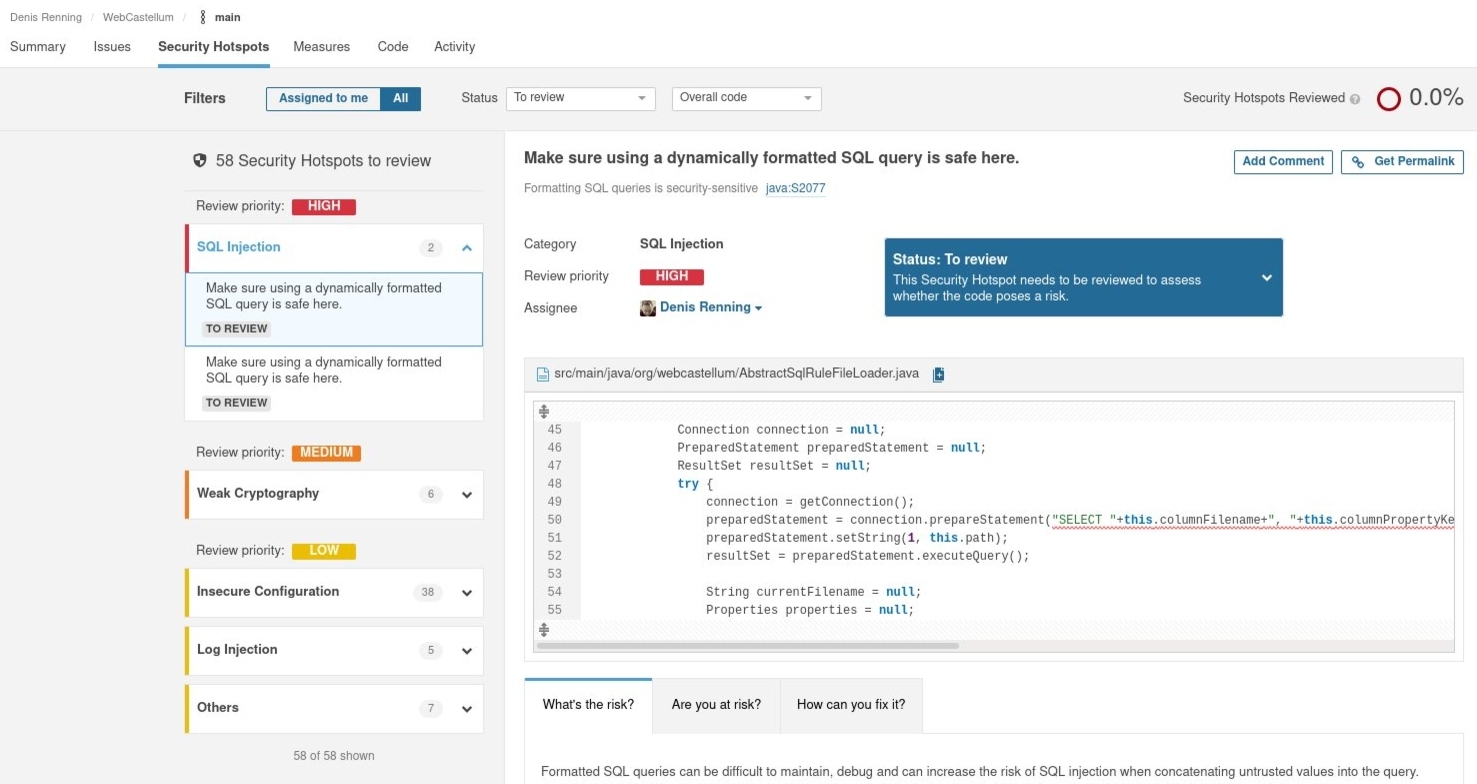 Denis Renning / WebCastellum / main
Summary Issues Security Hotspots Measures Code Activity
Filters Assigned to me All Status To review Overall code Security Hotspots Reviewed ? 0.0%
58 Security Hotspots to review
Review priority: HIGH
SQL Injection 2
Make sure using a dynamically formatted
SQL query is safe here.
TO REVIEW
Make sure using a dynamically formatted
SQL query is safe here.
TO REVIEW
Review priority: MEDIUM
Weak Cryptography 6
Review priority: LOW
Insecure Configuration 38
Log Injection 5
Others 7
58 of 58 shown
Make sure using a dynamically formatted SQL query is safe here.
Add Comment Get Permalink
Formatting SQL queries is security-sensitive java:S2077
Category SQL Injection
Review priority HIGH
Assignee Denis Renning
Status: To review
This Security Hotspot needs to be reviewed to assess
whether the code poses a risk.
src/main/java/org/webcastellum/AbstractSqlRuleFileLoader.java
45 Connection connection = null;
46 PreparedStatement preparedStatement = null;
47 ResultSet resultSet = null;
48 try {
49 connection = getConnection();
50 preparedStatement = connection.prepareStatement("SELECT "+this.columnFilename+", "+this.columnPropertyKe
51 preparedStatement.setString(1, this.path);
52 resultSet = preparedStatement.executeQuery();
53
54 String currentFilename = null;
55 Properties properties = null;
What's the risk? Are you at risk? How can you fix it?
Formatted SQL queries can be difficult to maintain, debug and can increase the risk of SQL injection when concatenating untrusted values into the query.